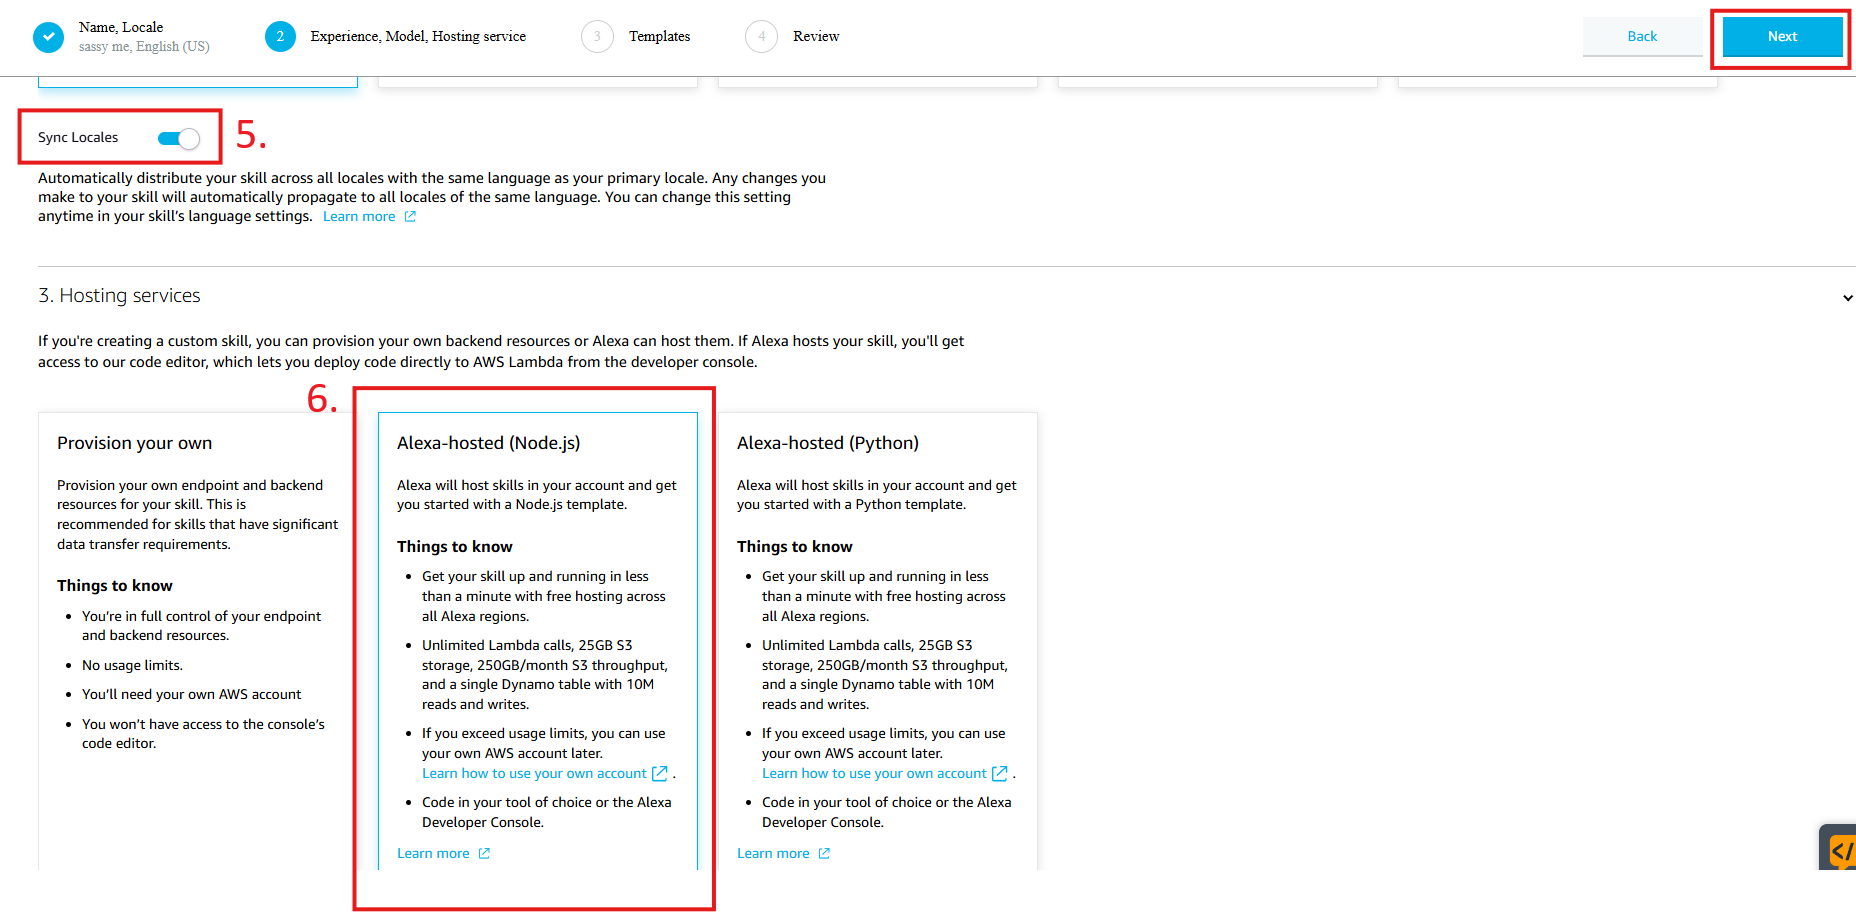 Name, Locale
sassy me, English (US)
2
Experience, Model, Hosting service
3
Templates
4
Review
Back
Next
Sync Locales
5.
Automatically distribute your skill across all locales with the same language as your primary locale. Any changes you
make to your skill will automatically propagate to all locales of the same language. You can change this setting
anytime in your skill's language settings. Learn more
3. Hosting services
If you're creating a custom skill, you can provision your own backend resources or Alexa can host them. If Alexa hosts your skill, you'll get
access to our code editor, which lets you deploy code directly to AWS Lambda from the developer console.
6.
Provision your own
Provision your own endpoint and backend
resources for your skill. This is
recommended for skills that have significant
data transfer requirements.
Things to know
• You're in full control of your endpoint
and backend resources.
• No usage limits.
• You'll need your own AWS account
• You won't have access to the console's
code editor.
Alexa-hosted (Node.js)
Alexa will host skills in your account and get
you started with a Node.js template.
Things to know
• Get your skill up and running in less
than a minute with free hosting across
all Alexa regions.
• Unlimited Lambda calls, 25GB S3
storage, 250GB/month S3 throughput,
and a single Dynamo table with 10M
reads and writes.
• If you exceed usage limits, you can use
your own AWS account later.
Learn how to use your own account .
• Code in your tool of choice or the Alexa
Developer Console.
Learn more
Alexa-hosted (Python)
Alexa will host skills in your account and get
you started with a Python template.
Things to know
• Get your skill up and running in less
than a minute with free hosting across
all Alexa regions.
• Unlimited Lambda calls, 25GB S3
storage, 250GB/month S3 throughput,
and a single Dynamo table with 10M
reads and writes.
• If you exceed usage limits, you can use
your own AWS account later.
Learn how to use your own account .
• Code in your tool of choice or the Alexa
Developer Console.
Learn more
</>